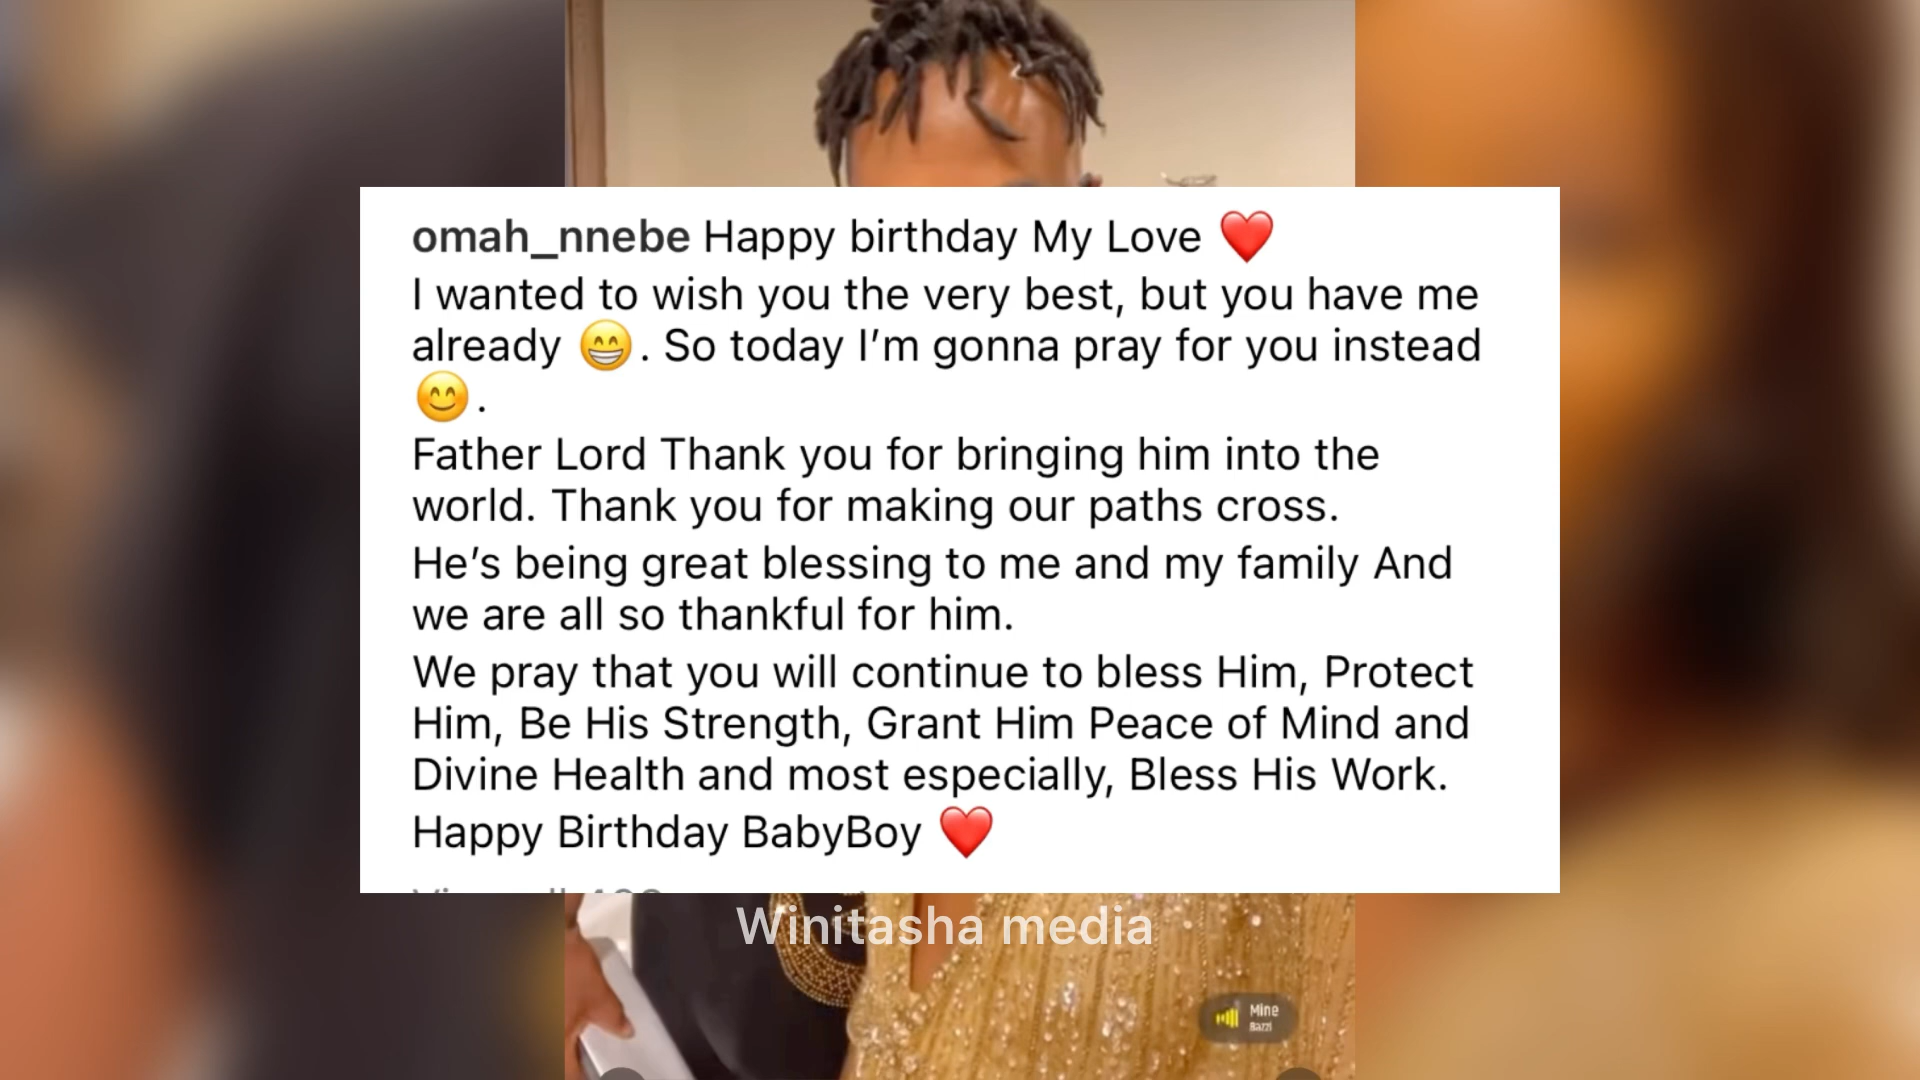 omah_nnebe Happy birthday My Love ❤️
I wanted to wish you the very best, but you have me
already 😁. So today I’m gonna pray for you instead
😊.
Father Lord Thank you for bringing him into the
world. Thank you for making our paths cross.
He’s being great blessing to me and my family And
we are all so thankful for him.
We pray that you will continue to bless Him, Protect
Him, Be His Strength, Grant Him Peace of Mind and
Divine Health and most especially, Bless His Work.
Happy Birthday BabyBoy ❤️
Winitasha media
Mine
Bazzi